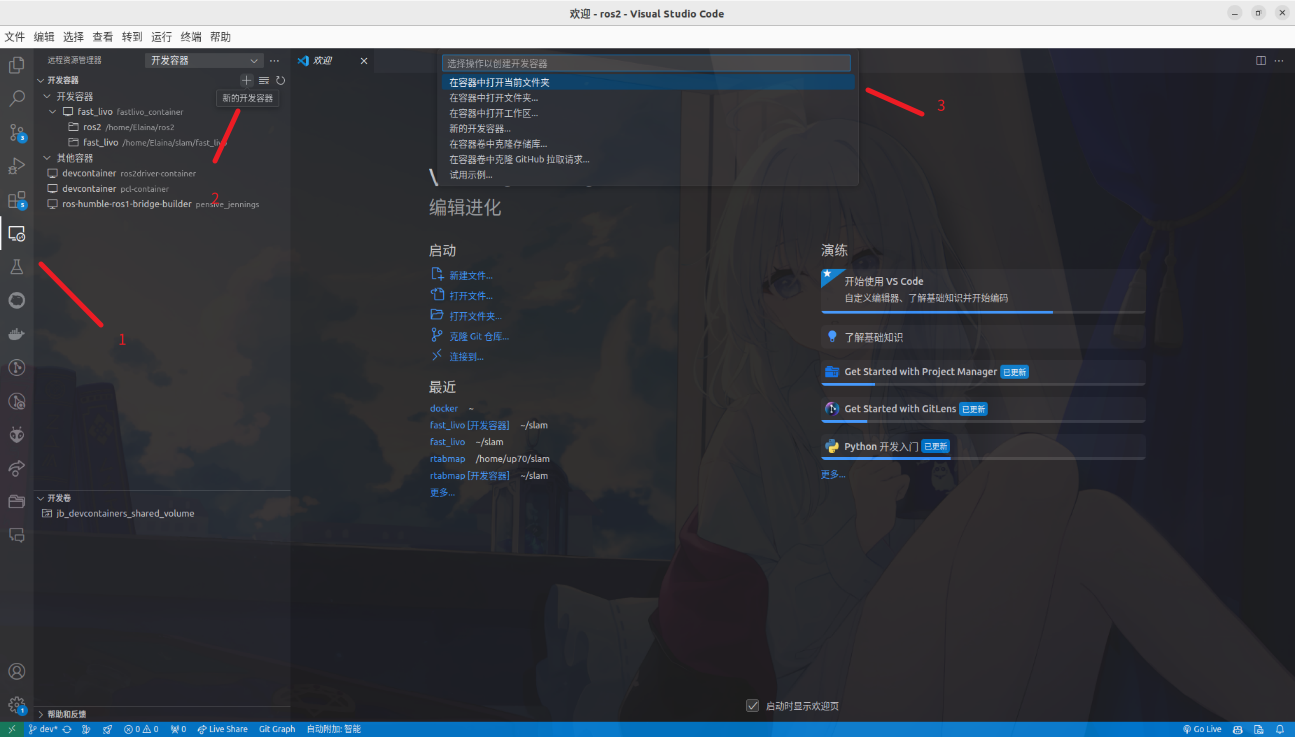 欢迎 - ros2 - Visual Studio Code
文件 编辑 选择 查看 转到 运行 终端 帮助
远程资源管理器 开发容器
欢迎
选择操作以创建开发容器
开发容器
新的开发容器
开发容器
fast_livo fastlivo_container
ros2 /home/Elaina/ros2
fast_livo /home/Elaina/slam/fast_livo
其他容器
devcontainer ros2driver-container
devcontainer pcl-container
ros-humble-ros1-bridge-builder pensive_jennings
在容器中打开当前文件夹
在容器中打开文件夹...
在容器中打开工作区...
新的开发容器...
在容器卷中克隆存储库...
在容器卷中克隆 GitHub 拉取请求...
试用示例...
1
2
3
3
5
编辑进化
启动
新建文件...
打开文件...
打开文件夹...
克隆 Git 仓库...
连接到...
最近
docker ~
fast_livo [开发容器] ~/slam
fast_livo ~/slam
rtabmap /home/up70/slam
rtabmap [开发容器] ~/slam
更多...
演练
开始使用 VS Code
自定义编辑器、了解基础知识并开始编码
了解基础知识
Get Started with Project Manager 已更新
Get Started with GitLens 已更新
Python 开发入门 已更新
更多...
开发卷
jb_devcontainers_shared_volume
启动时显示欢迎页
帮助和反馈
1
dev* 0 0 0 Live Share Git Graph 自动附加: 智能 Go Live